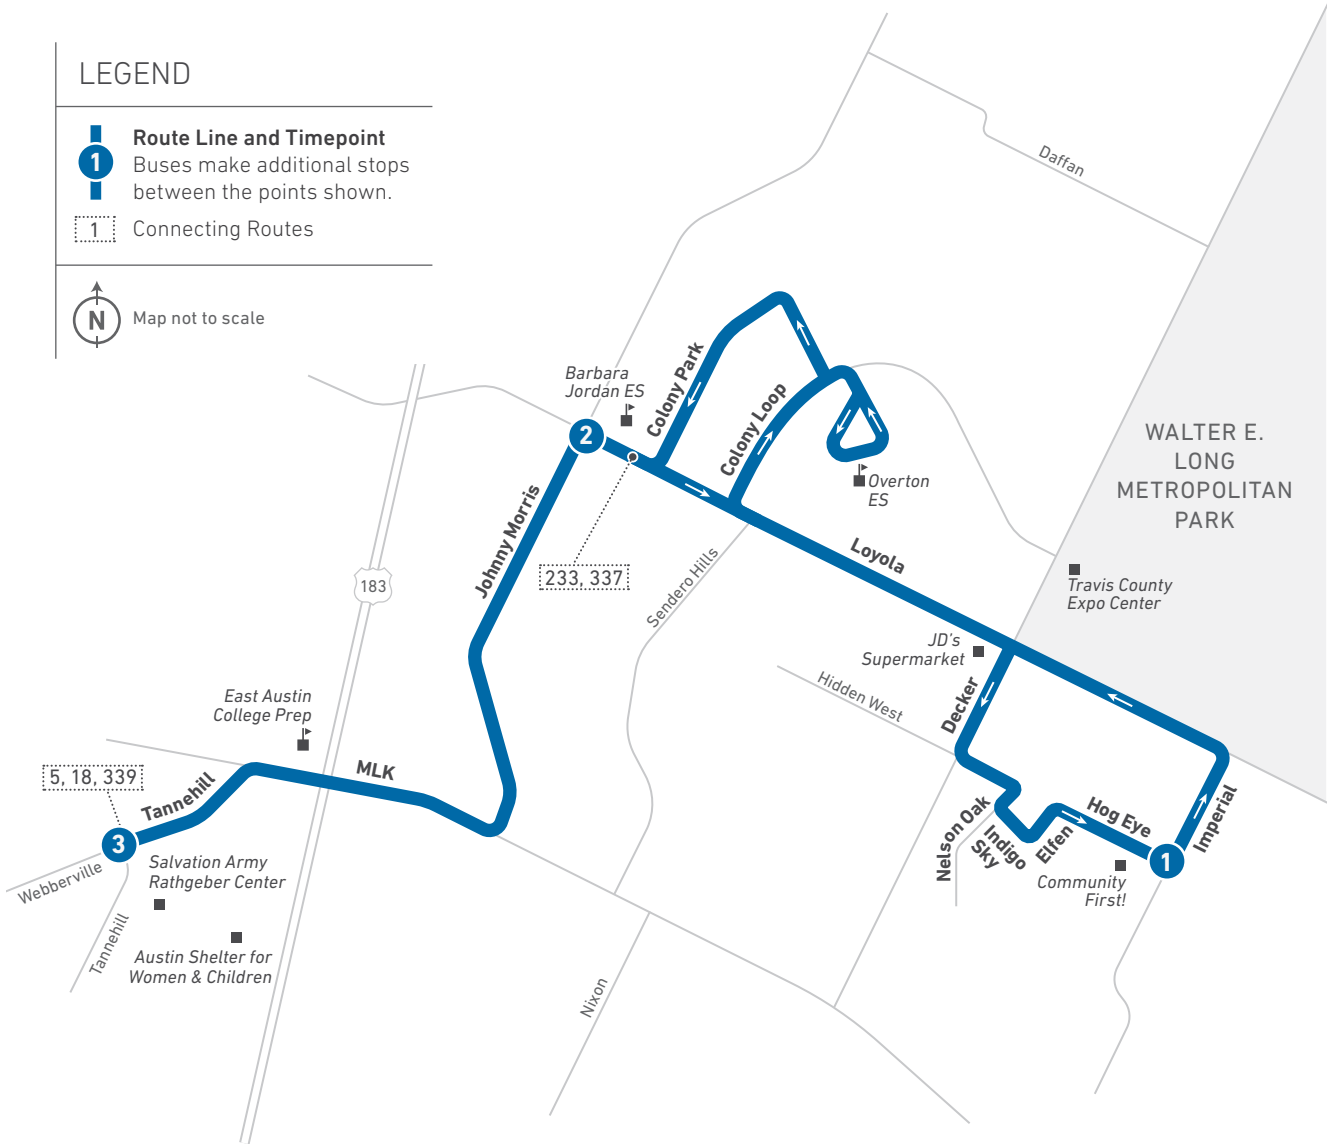 LEGEND
1
Route Line and Timepoint
Buses make additional stops
between the points shown.
1
Connecting Routes
N
Map not to scale
Daffan
Barbara
Jordan ES
Colony Park
Colony Loop
2
Overton
ES
WALTER E.
LONG
METROPOLITAN
PARK
Johnny Morris
233, 337
Sendero Hills
Loyola
183
Travis County
Expo Center
JD's
Supermarket
Hidden West
Decker
East Austin
College Prep
5, 18, 339
Tannehill
MLK
3
Webberville
Tannehill
Salvation Army
Rathgeber Center
Austin Shelter for
Women & Children
Nixon
Nelson Oak
Indigo
Sky
Elfen
Hog Eye
Imperial
1
Community
First!